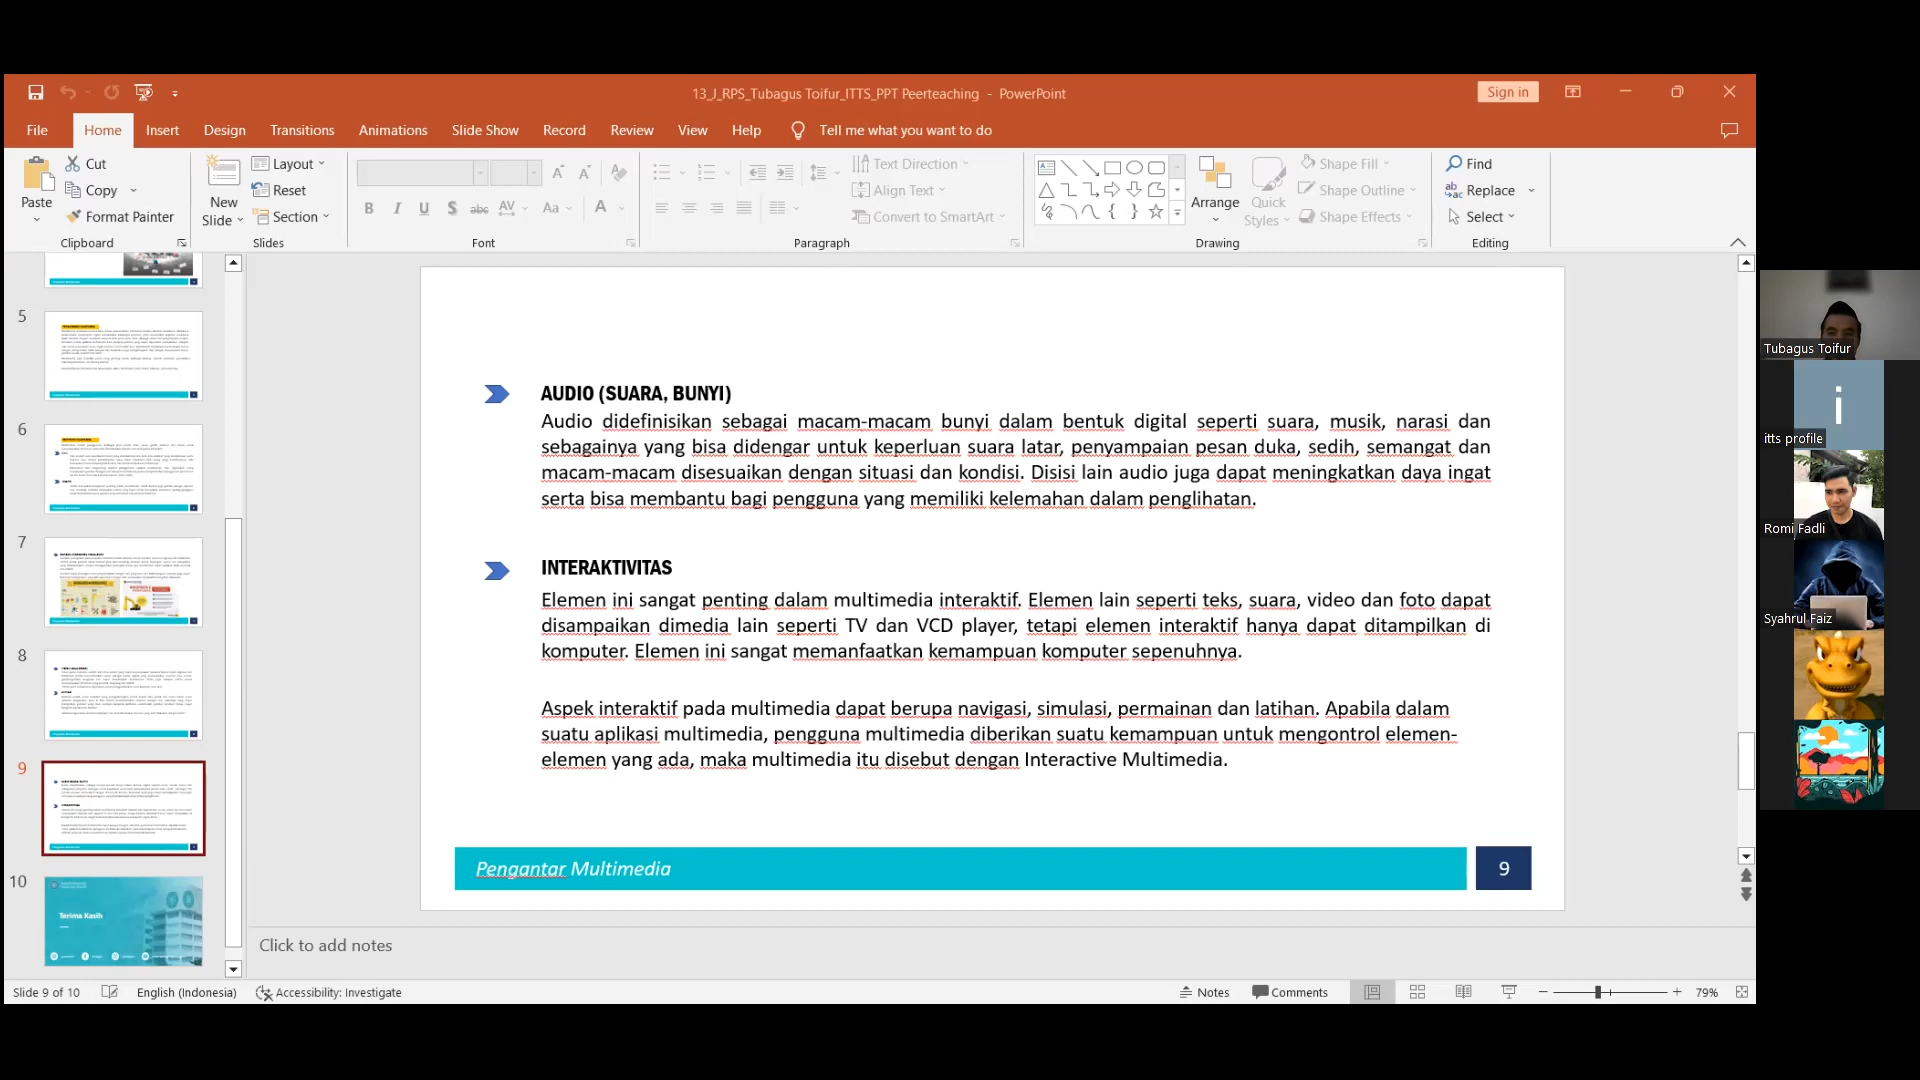 13_J_RPS_Tubagus Toifur_ITTS_PPT Peerteaching - PowerPoint
Sign in
File Home Insert Design Transitions Animations Slide Show Record Review View Help Tell me what you want to do
Paste
Cut
Copy
Format Painter
Clipboard
New Slide
Layout
Reset
Section
Slides
Font
Text Direction
Align Text
Convert to SmartArt
Paragraph
Arrange
Quick Styles
Shape Fill
Shape Outline
Shape Effects
Drawing
Find
Replace
Select
Editing
5
6
7
8
9
10
Terima Kasih
AUDIO (SUARA, BUNYI)
Audio didefinisikan sebagai macam-macam bunyi dalam bentuk digital seperti suara, musik, narasi dan
sebagainya yang bisa didengar untuk keperluan suara latar, penyampaian pesan duka, sedih, semangat dan
macam-macam disesuaikan dengan situasi dan kondisi. Disisi lain audio juga dapat meningkatkan daya ingat
serta bisa membantu bagi pengguna yang memiliki kelemahan dalam penglihatan.
INTERAKTIVITAS
Elemen ini sangat penting dalam multimedia interaktif. Elemen lain seperti teks, suara, video dan foto dapat
disampaikan dimedia lain seperti TV dan VCD player, tetapi elemen interaktif hanya dapat ditampilkan di
komputer. Elemen ini sangat memanfaatkan kemampuan komputer sepenuhnya.
Aspek interaktif pada multimedia dapat berupa navigasi, simulasi, permainan dan latihan. Apabila dalam
suatu aplikasi multimedia, pengguna multimedia diberikan suatu kemampuan untuk mengontrol elemen-
elemen yang ada, maka multimedia itu disebut dengan Interactive Multimedia.
Pengantar Multimedia
9
Click to add notes
Slide 9 of 10 English (Indonesia) Accessibility: Investigate Notes Comments 79%
Tubagus Toifur
i
itts profile
Romi Fadli
Syahrul Faiz